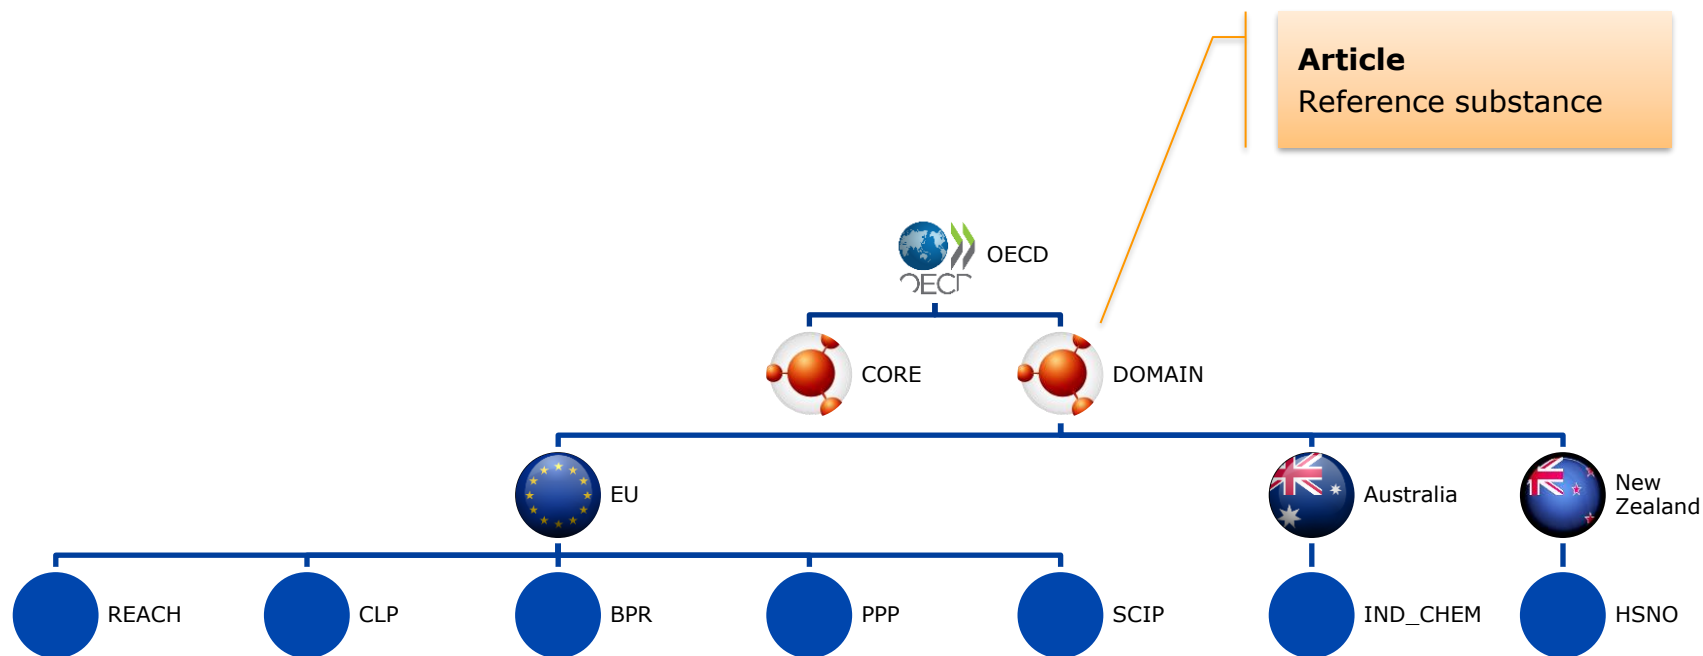 Article
Reference substance
OECD
OECD
CORE
DOMAIN
EU
Australia
New
Zealand
REACH
CLP
BPR
PPP
SCIP
IND_CHEM
HSNO